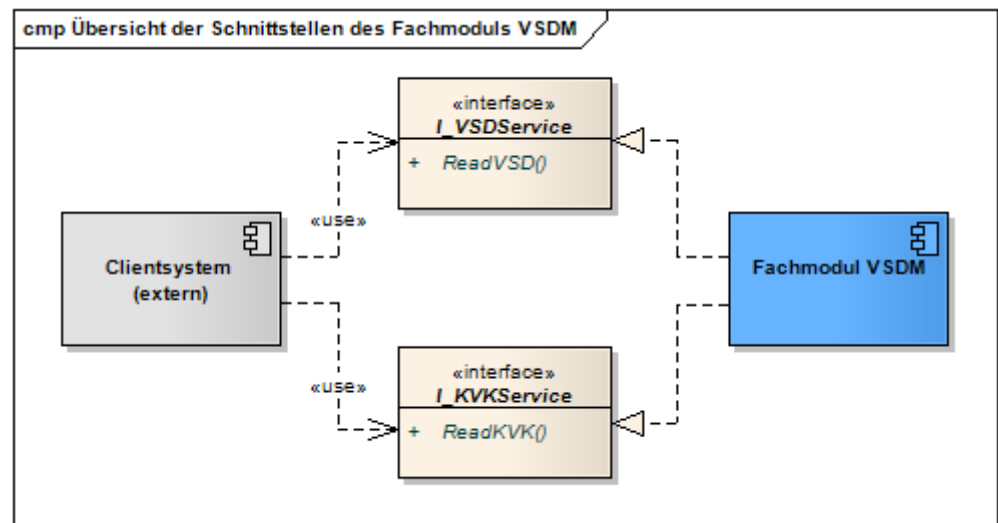 cmp Übersicht der Schnittstellen des Fachmoduls VSDM
«interface»
I_VSDService
+ ReadVSD()
«use»
Clientsystem
(extern)
Fachmodul VSDM
«use»
«interface»
I_KVKService
+ ReadKVK()